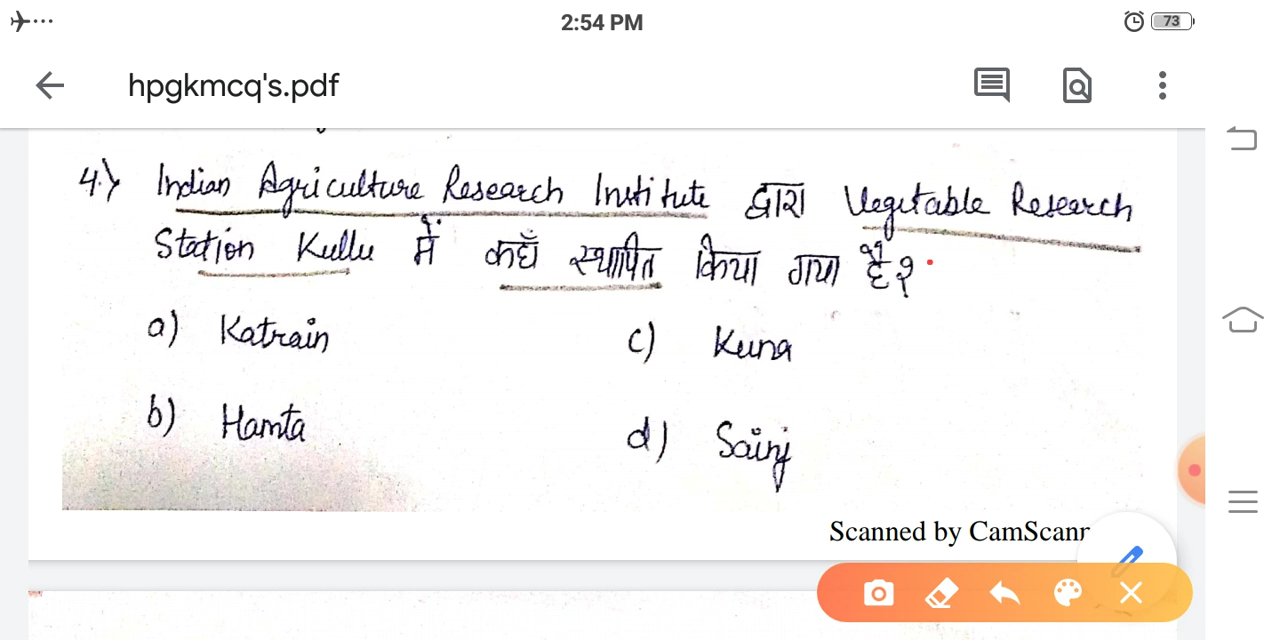 2:54 PM
73
hpgkmcq's.pdf
4.) Indian Agriculture Research Institute द्वारा Vegetable Research
Station Kullu में कहाँ स्थापित किया गया है?
a) Katrain
c) Kuna
b) Hamta
d) Sainj
Scanned by CamScanr